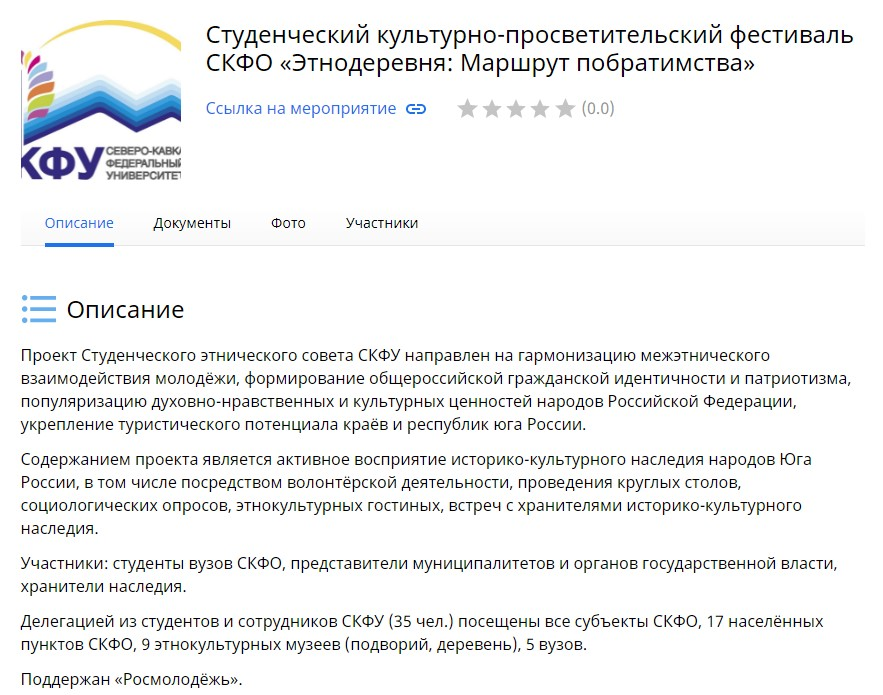 Студенческий культурно-просветительский фестиваль
СКФО «Этнодеревня: Маршрут побратимства»
Ссылка на мероприятие
(0.0)
КФУ
СЕВЕРО-КАВКА
ФЕДЕРАЛЬНЫЙ
УНИВЕРСИТЕТ
Описание
Документы
Фото
Участники
Описание
Проект Студенческого этнического совета СКФУ направлен на гармонизацию межэтнического
взаимодействия молодёжи, формирование общероссийской гражданской идентичности и патриотизма,
популяризацию духовно-нравственных и культурных ценностей народов Российской Федерации,
укрепление туристического потенциала краёв и республик юга России.
Содержанием проекта является активное восприятие историко-культурного наследия народов Юга
России, в том числе посредством волонтёрской деятельности, проведения круглых столов,
социологических опросов, этнокультурных гостиных, встреч с хранителями историко-культурного
наследия.
Участники: студенты вузов СКФО, представители муниципалитетов и органов государственной власти,
хранители наследия.
Делегацией из студентов и сотрудников СКФУ (35 чел.) посещены все субъекты СКФО, 17 населённых
пунктов СКФО, 9 этнокультурных музеев (подворий, деревень), 5 вузов.
Поддержан «Росмолодёжь».